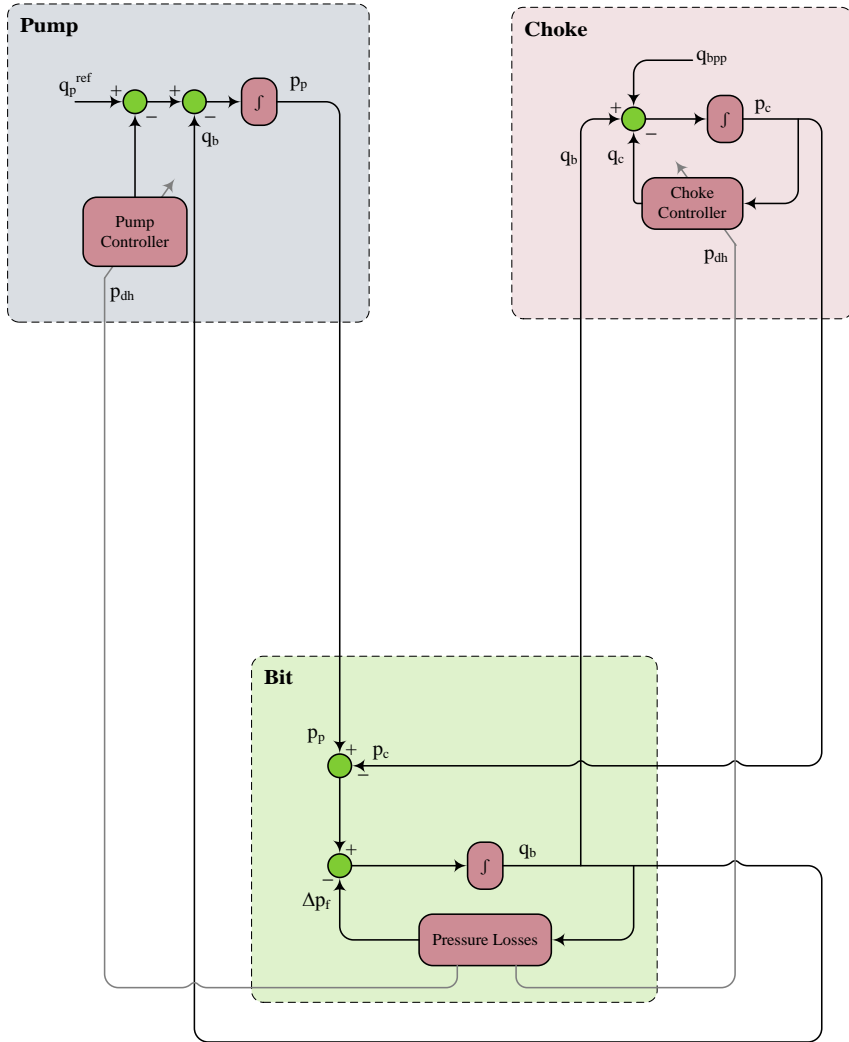 Pump
q_p^ref
+
−
+
−
∫
p_p
q_b
Pump
Controller
p_dh
Choke
q_bpp
+
−
∫
p_c
q_b
q_c
Choke
Controller
p_dh
Bit
p_p
+
−
p_c
+
−
∫
q_b
Δp_f
Pressure Losses